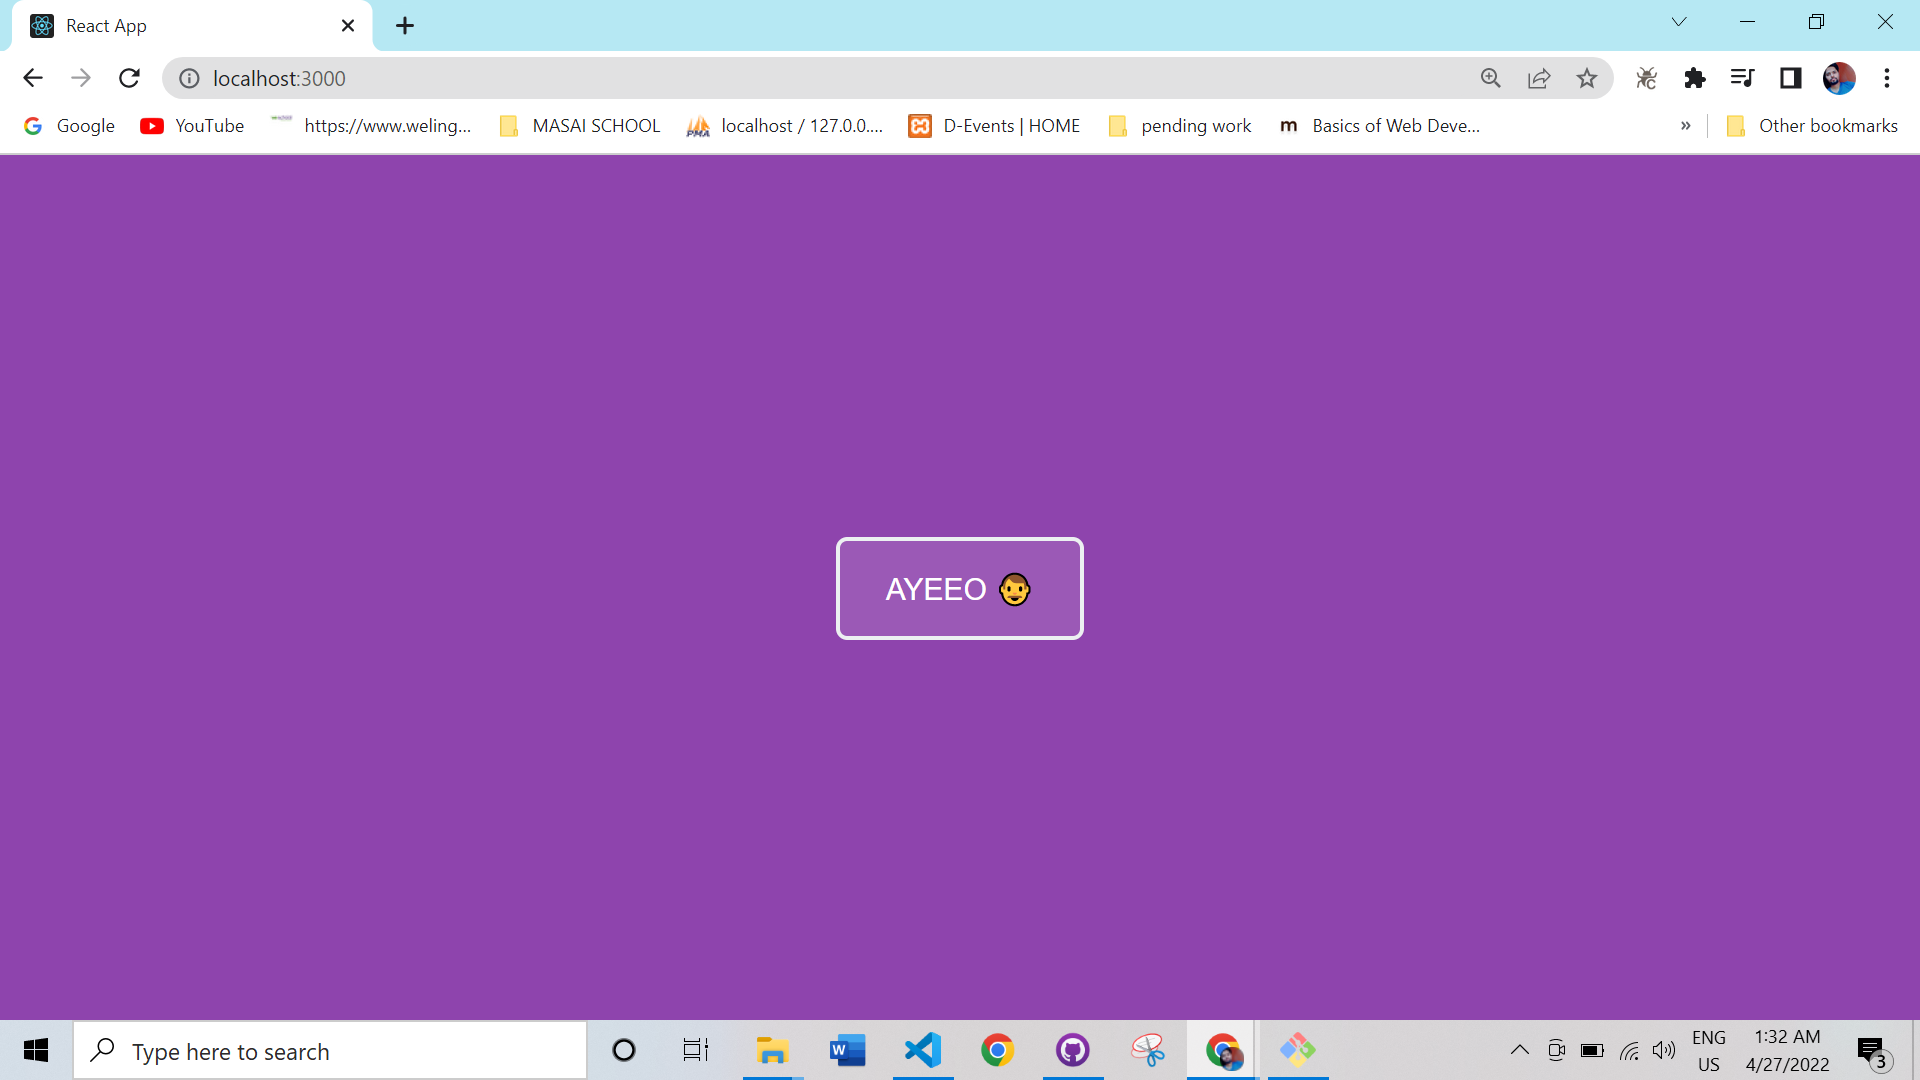 React App
localhost:3000
Google YouTube https://www.weling... MASAI SCHOOL localhost / 127.0.0.... D-Events | HOME pending work m Basics of Web Deve... » Other bookmarks
AYEEO 👨
Type here to search
ENG
US
1:32 AM
4/27/2022
3